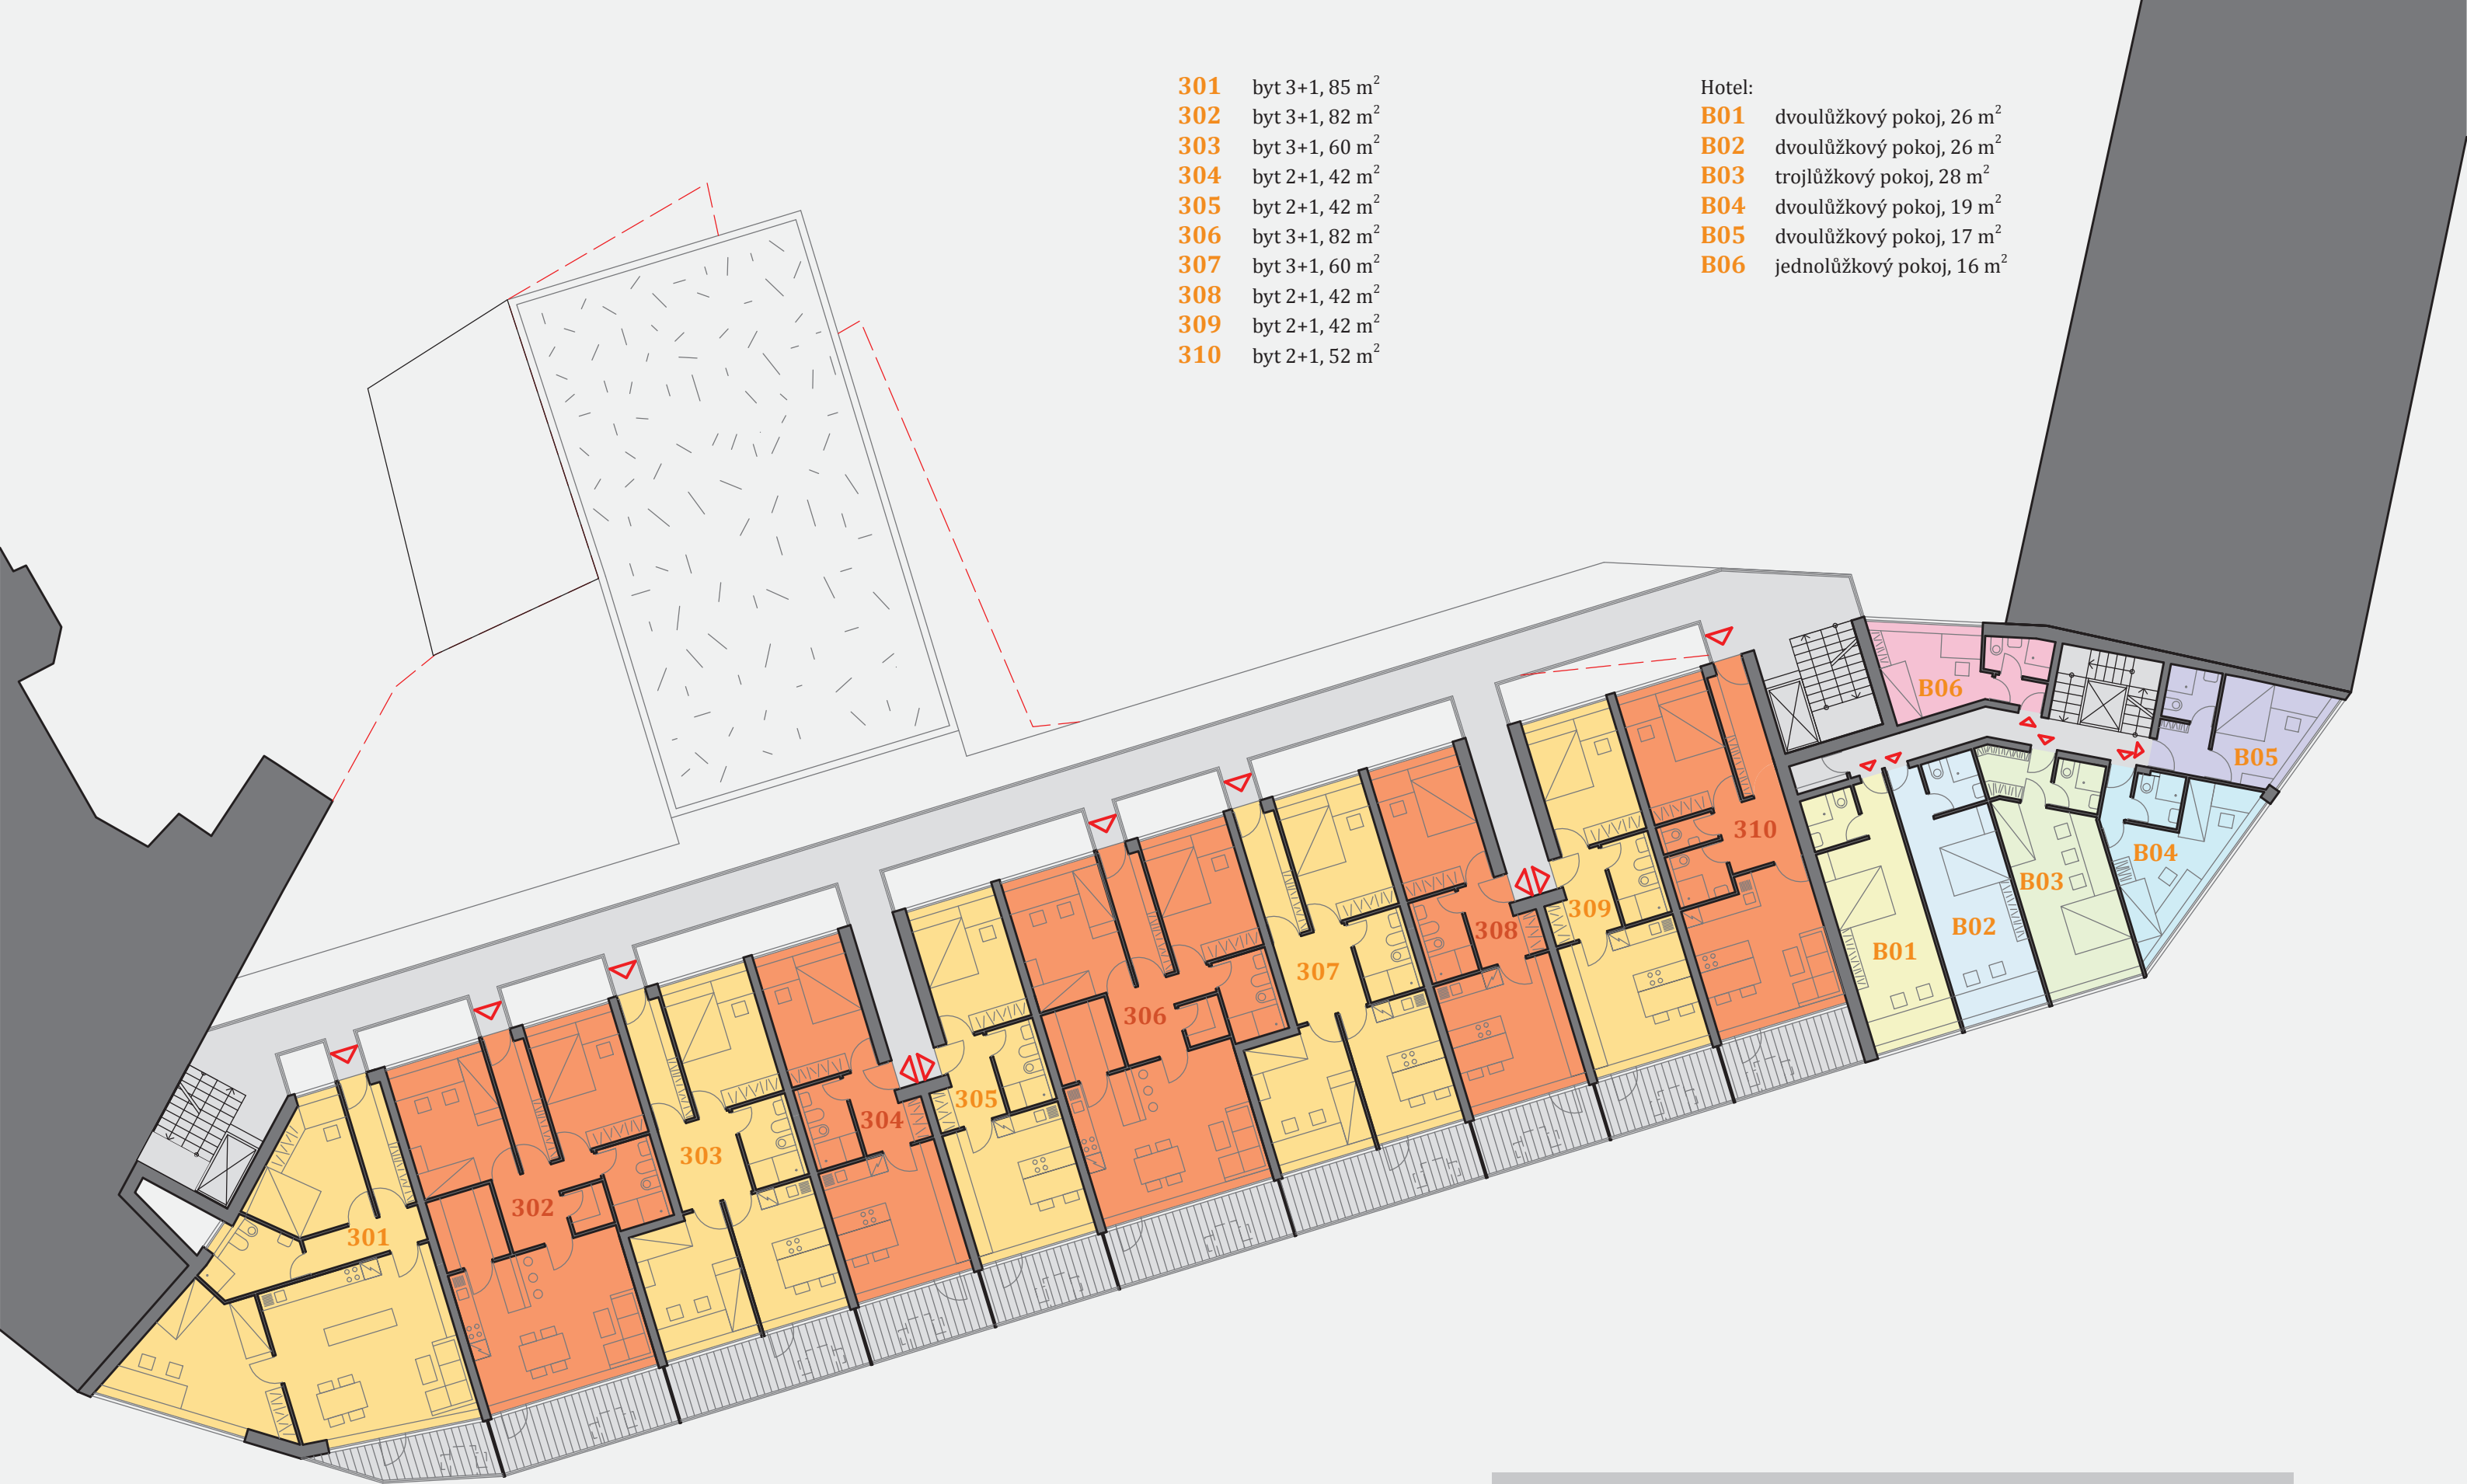 301 byt 3+1, 85 m²
302 byt 3+1, 82 m²
303 byt 3+1, 60 m²
304 byt 2+1, 42 m²
305 byt 2+1, 42 m²
306 byt 3+1, 82 m²
307 byt 3+1, 60 m²
308 byt 2+1, 42 m²
309 byt 2+1, 42 m²
310 byt 2+1, 52 m²
Hotel:
B01 dvoulůžkový pokoj, 26 m²
B02 dvoulůžkový pokoj, 26 m²
B03 trojlůžkový pokoj, 28 m²
B04 dvoulůžkový pokoj, 19 m²
B05 dvoulůžkový pokoj, 17 m²
B06 jednolůžkový pokoj, 16 m²
301
302
303
304
305
306
307
308
309
310
B01
B02
B03
B04
B05
B06